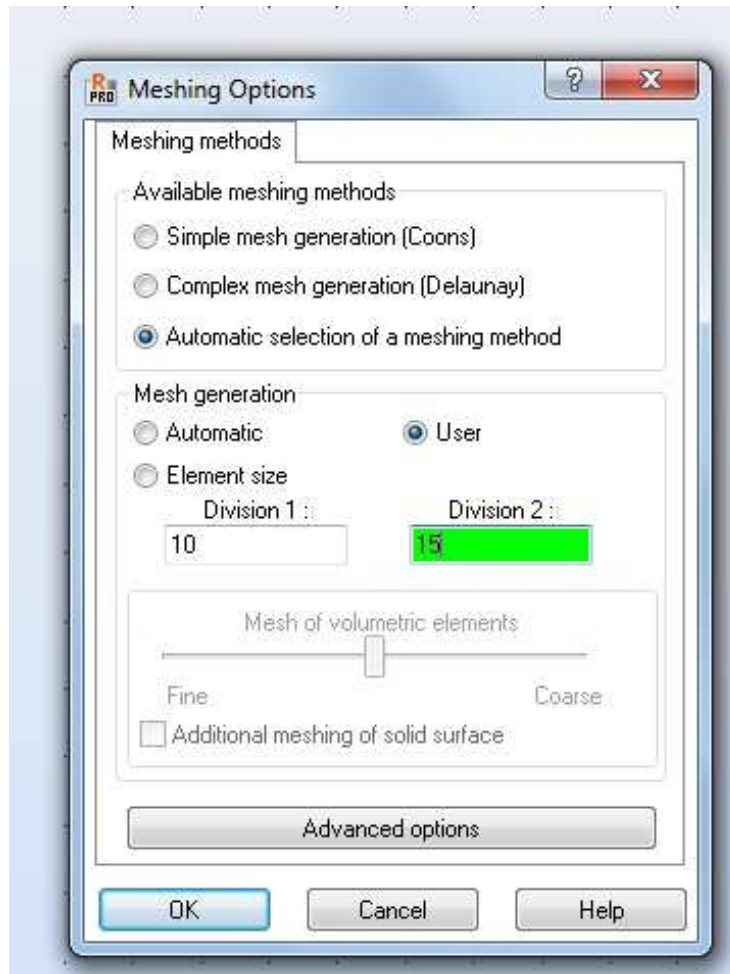 R
PRO
Meshing Options ?
Meshing methods
Available meshing methods
Simple mesh generation (Coons)
Complex mesh generation (Delaunay)
Automatic selection of a meshing method
Mesh generation
Automatic User
Element size
Division 1 : Division 2 :
10 15
Mesh of volumetric elements
Fine Coarse
Additional meshing of solid surface
Advanced options
OK Cancel Help